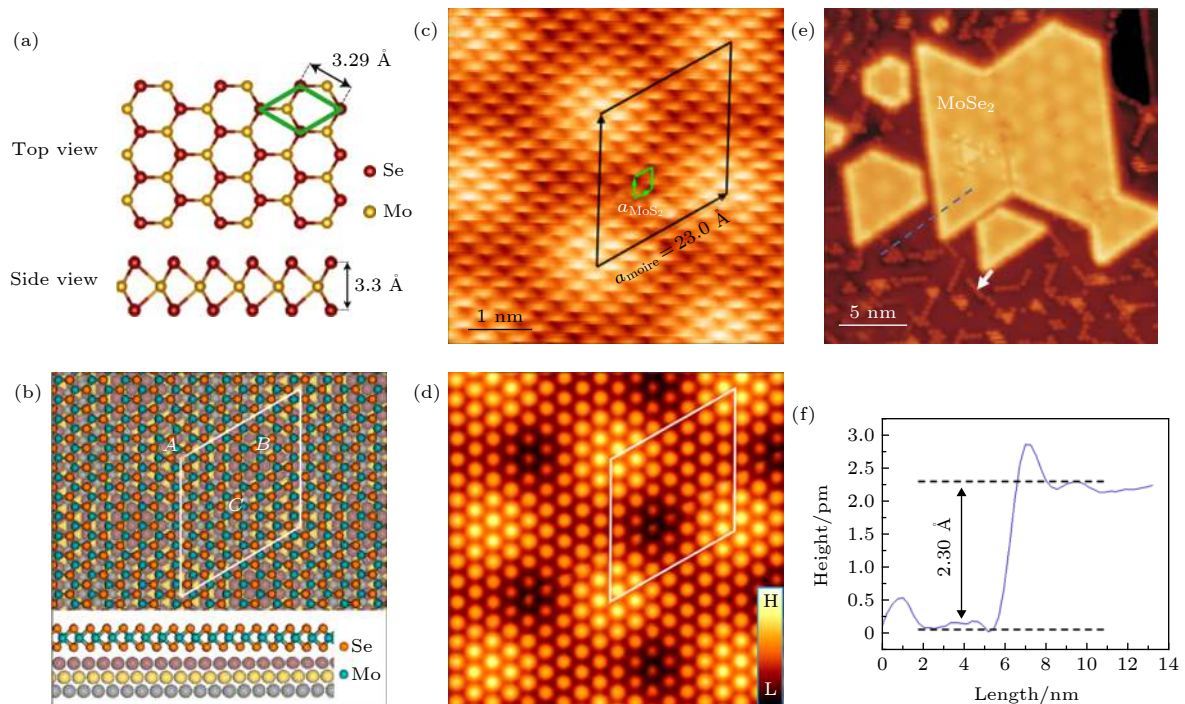 (a)
3.29 Å
Top view
Se
Mo
Side view
3.3 Å
(b)
A
B
C
Se
Mo
(c)
a_MoS₂
a_moire = 23.0 Å
1 nm
(d)
H
L
(e)
MoSe₂
5 nm
(f)
3.0
2.5
2.0
1.5
1.0
0.5
0
Height/pm
2.30 Å
0 2 4 6 8 10 12 14
Length/nm